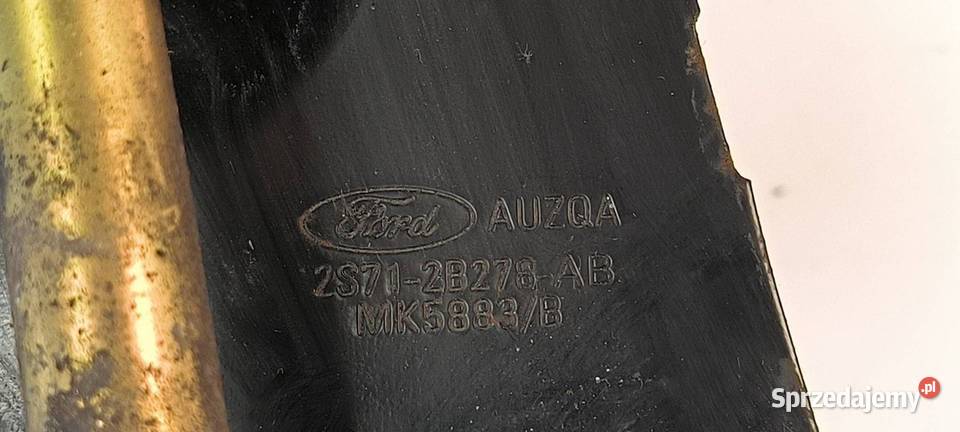 Ford AUZQA
2S71-2B278-AB
MK5883/B
Sprzedajemy.pl